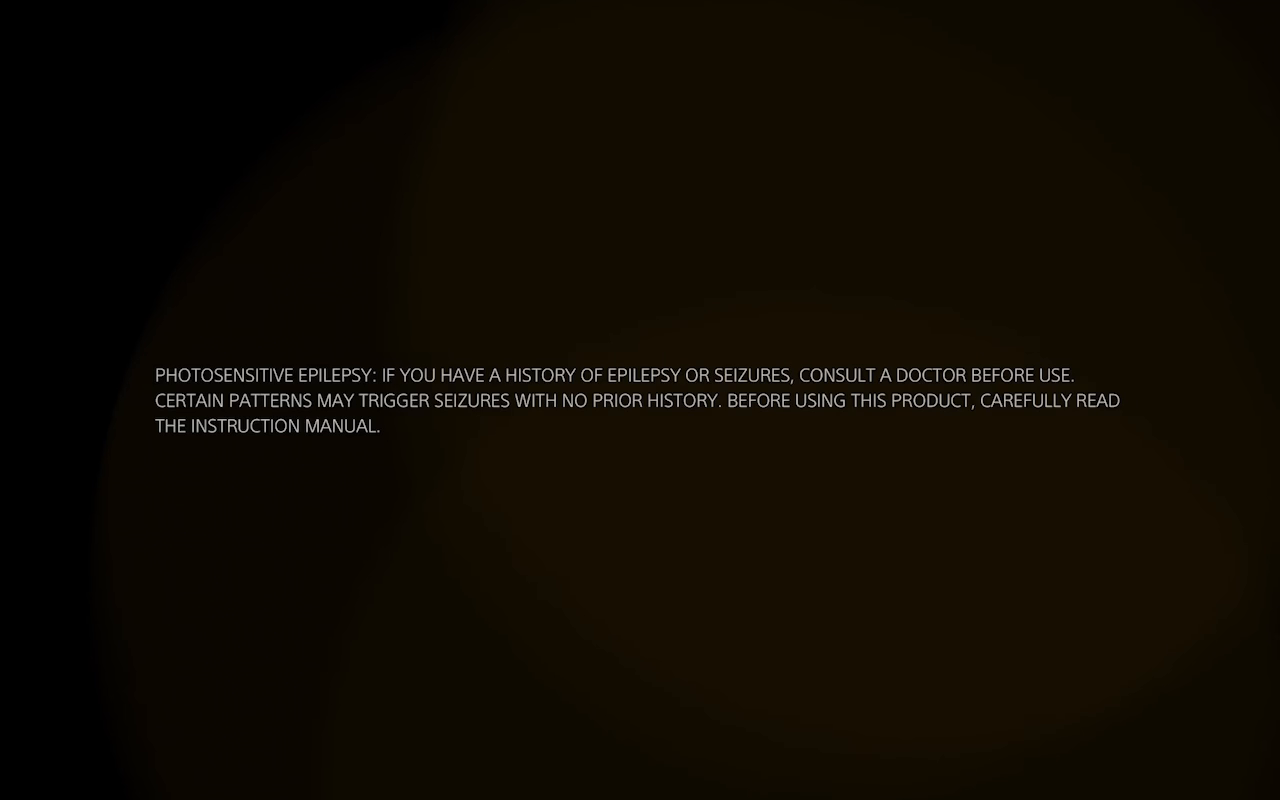 PHOTOSENSITIVE EPILEPSY: IF YOU HAVE A HISTORY OF EPILEPSY OR SEIZURES, CONSULT A DOCTOR BEFORE USE.
CERTAIN PATTERNS MAY TRIGGER SEIZURES WITH NO PRIOR HISTORY. BEFORE USING THIS PRODUCT, CAREFULLY READ
THE INSTRUCTION MANUAL.